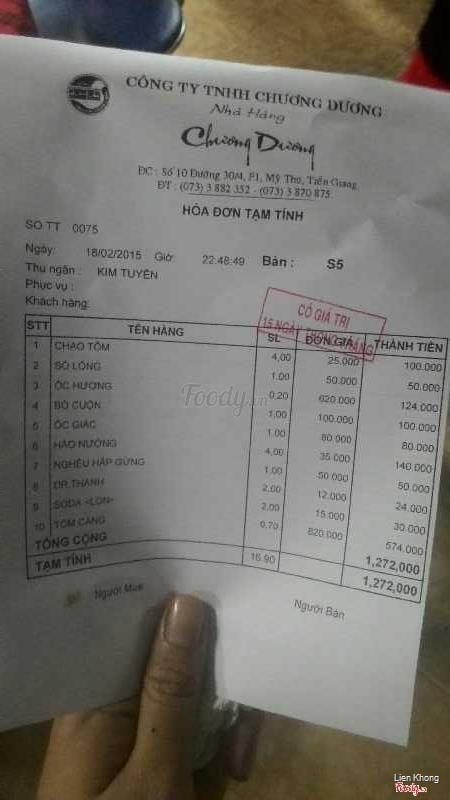 CÔNG TY TNHH CHƯƠNG DƯƠNG
Nhà Hàng
Chương Dương
ĐC : Số 10 Đường 30/4, F1, Mỹ Tho, Tiền Giang
ĐT : (073) 3 882 352 - (073) 3 870 875
HÓA ĐƠN TẠM TÍNH
SO TT 0075
Ngày: 18/02/2015 Giờ: 22:48:49 Bàn : S5
Thu ngân : KIM TUYÊN
Phục vụ :
Khách hàng:
CÓ GIÁ TRỊ
15 NGÀY TRONG THÁNG
STT TÊN HÀNG SL ĐƠN GIÁ THÀNH TIỀN
1 CHAO TÔM 4,00 25.000 100.000
2 SÒ LÔNG 1.00 50.000 50.000
3 ỐC HƯƠNG 0.20 620.000 124.000
4 BÒ CUỘN 1,00 100.000 100.000
5 ỐC GIÁC 1.00 80.000 80.000
6 HÀO NƯỚNG 4,00 35.000 140.000
7 NGHÊU HẤP GỪNG 1,00 50.000 50.000
8 DR.THANH 2,00 12.000 24.000
9 SODA <LON> 2,00 15.000 30.000
10 TÔM CÀNG 0.70 820.000 574.000
TỔNG CỘNG 1,272,000
TẠM TÍNH 16.90 1,272,000
Người Mua Người Bán
Foody.vn
Lien Khong
Foody.vn